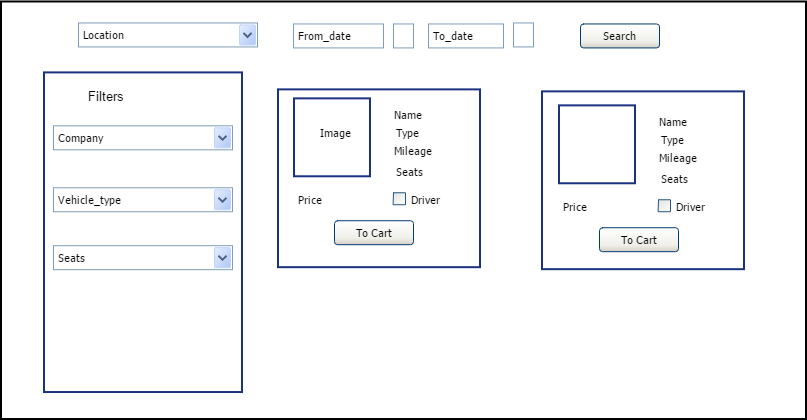 Location
From_date
To_date
Search
Filters
Company
Vehicle_type
Seats
Image
Name
Type
Mileage
Seats
Price
Driver
To Cart
Name
Type
Mileage
Seats
Price
Driver
To Cart